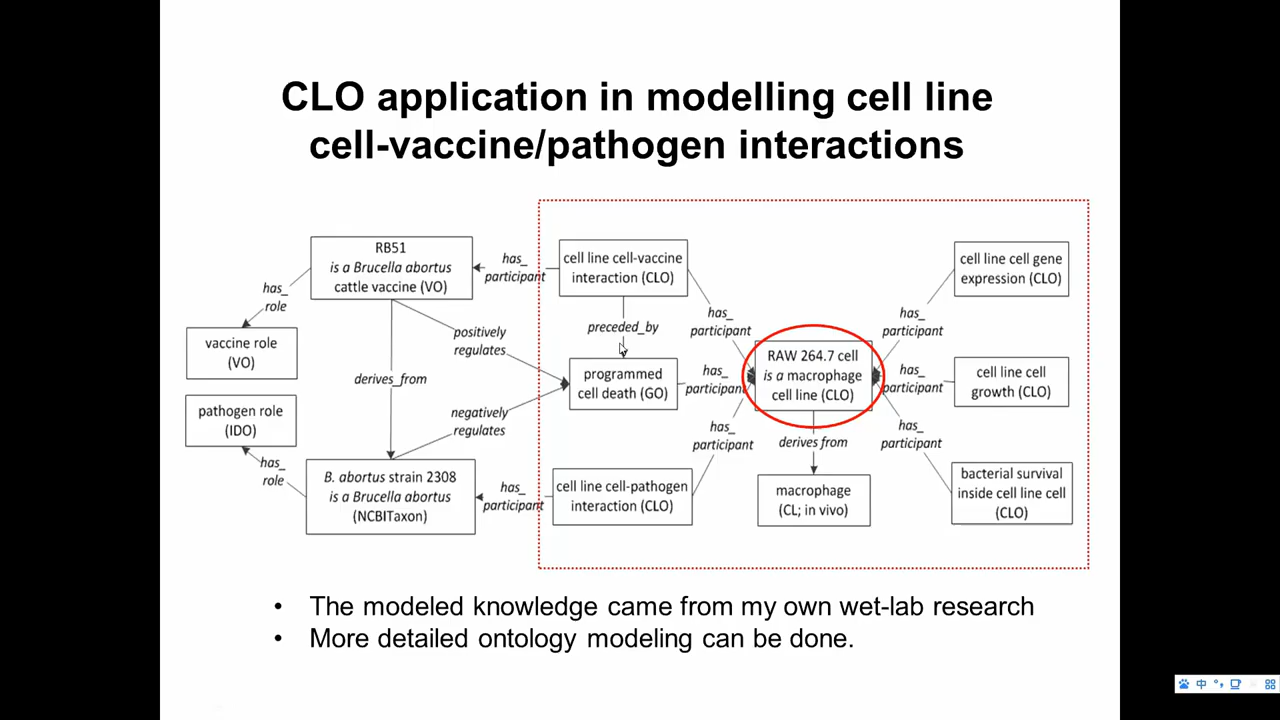 CLO application in modelling cell line
cell-vaccine/pathogen interactions
RB51
is a Brucella abortus
cattle vaccine (VO)
has_
participant
cell line cell-vaccine
interaction (CLO)
cell line cell gene
expression (CLO)
has_
role
vaccine role
(VO)
positively
regulates
preceded_by
has_
participant
has_
participant
derives_from
programmed
cell death (GO)
has_
participant
RAW 264.7 cell
is a macrophage
cell line (CLO)
has_
participant
cell line cell
growth (CLO)
pathogen role
(IDO)
negatively
regulates
has_
participant
derives from
has_
participant
has_
role
B. abortus strain 2308
is a Brucella abortus
(NCBITaxon)
has_
participant
cell line cell-pathogen
interaction (CLO)
macrophage
(CL; in vivo)
bacterial survival
inside cell line cell
(CLO)
• The modeled knowledge came from my own wet-lab research
• More detailed ontology modeling can be done.
中